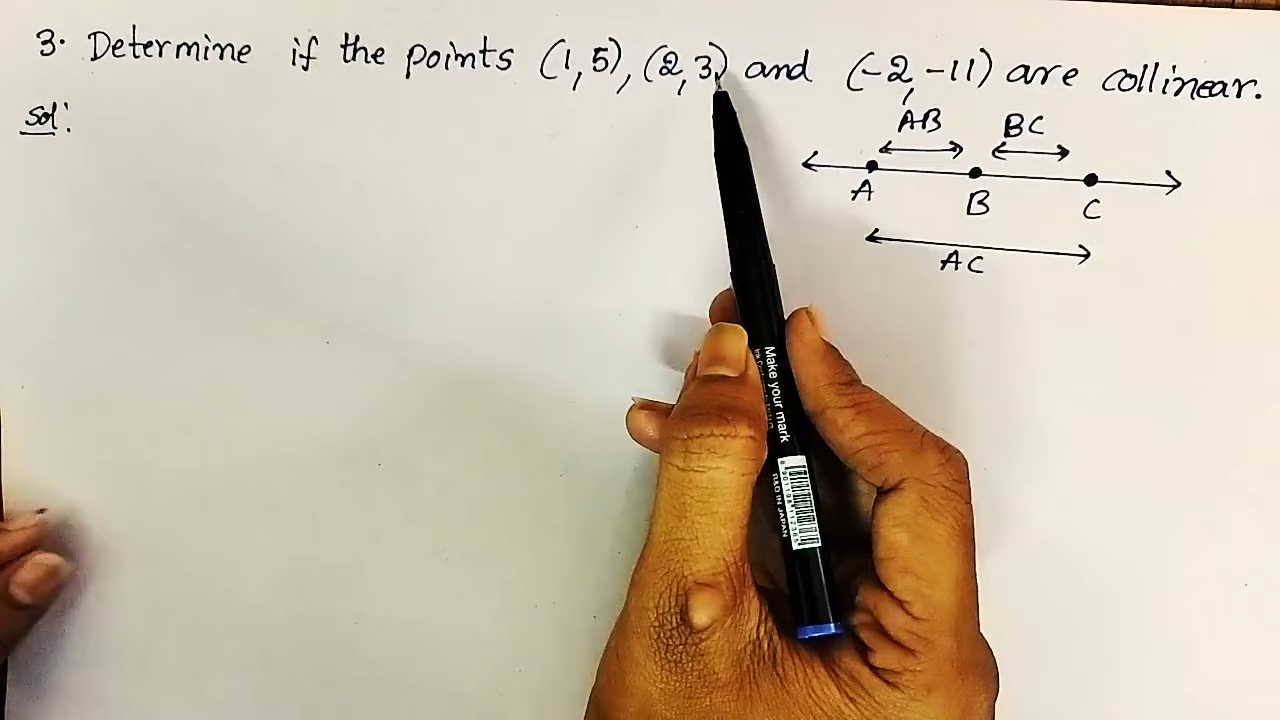 3. Determine if the points (1,5), (2,3) and (-2,-11) are collinear.
Sol:
AB BC
A B C
AC
Make your mark
R&D IN JAPAN